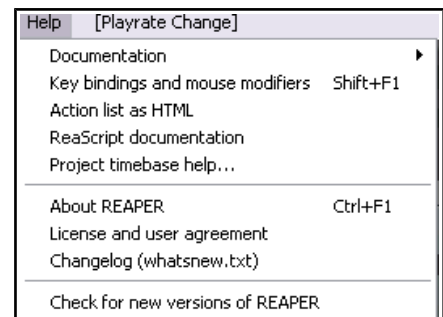 Help [Playrate Change]
Documentation
Key bindings and mouse modifiers Shift+F1
Action list as HTML
ReaScript documentation
Project timebase help...
About REAPER Ctrl+F1
License and user agreement
Changelog (whatsnew.txt)
Check for new versions of REAPER